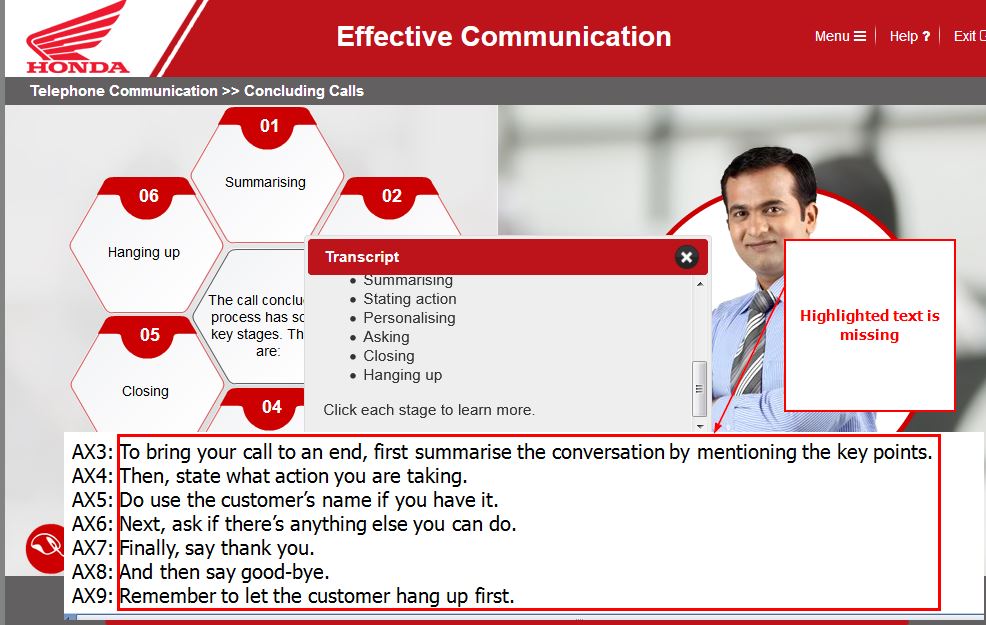 HONDA
Effective Communication
Menu
Help ?
Exit
Telephone Communication >> Concluding Calls
01
Summarising
06
Hanging up
02
The call conclu
process has so
key stages. Th
are:
05
Closing
04
Transcript
Summarising
Stating action
Personalising
Asking
Closing
Hanging up
Click each stage to learn more.
Highlighted text is
missing
AX3: To bring your call to an end, first summarise the conversation by mentioning the key points.
AX4: Then, state what action you are taking.
AX5: Do use the customer’s name if you have it.
AX6: Next, ask if there’s anything else you can do.
AX7: Finally, say thank you.
AX8: And then say good-bye.
AX9: Remember to let the customer hang up first.